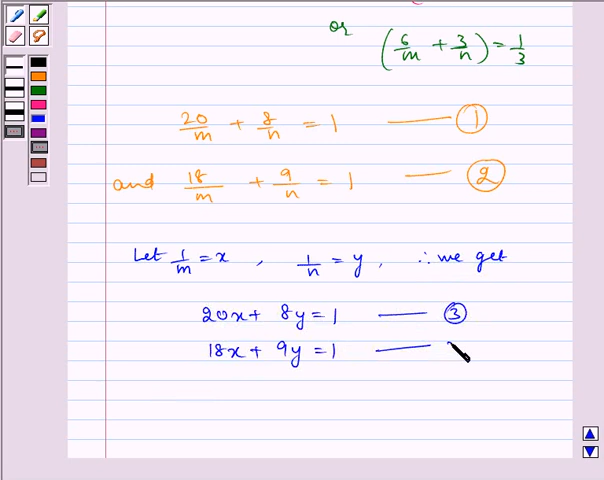 or
(6/m + 3/n) = 1/3
20/m + 8/n = 1 —— ①
and 18/m + 9/n = 1 —— ②
Let 1/m = x , 1/n = y, ∴ we get
20x + 8y = 1 —— ③
18x + 9y = 1 ——